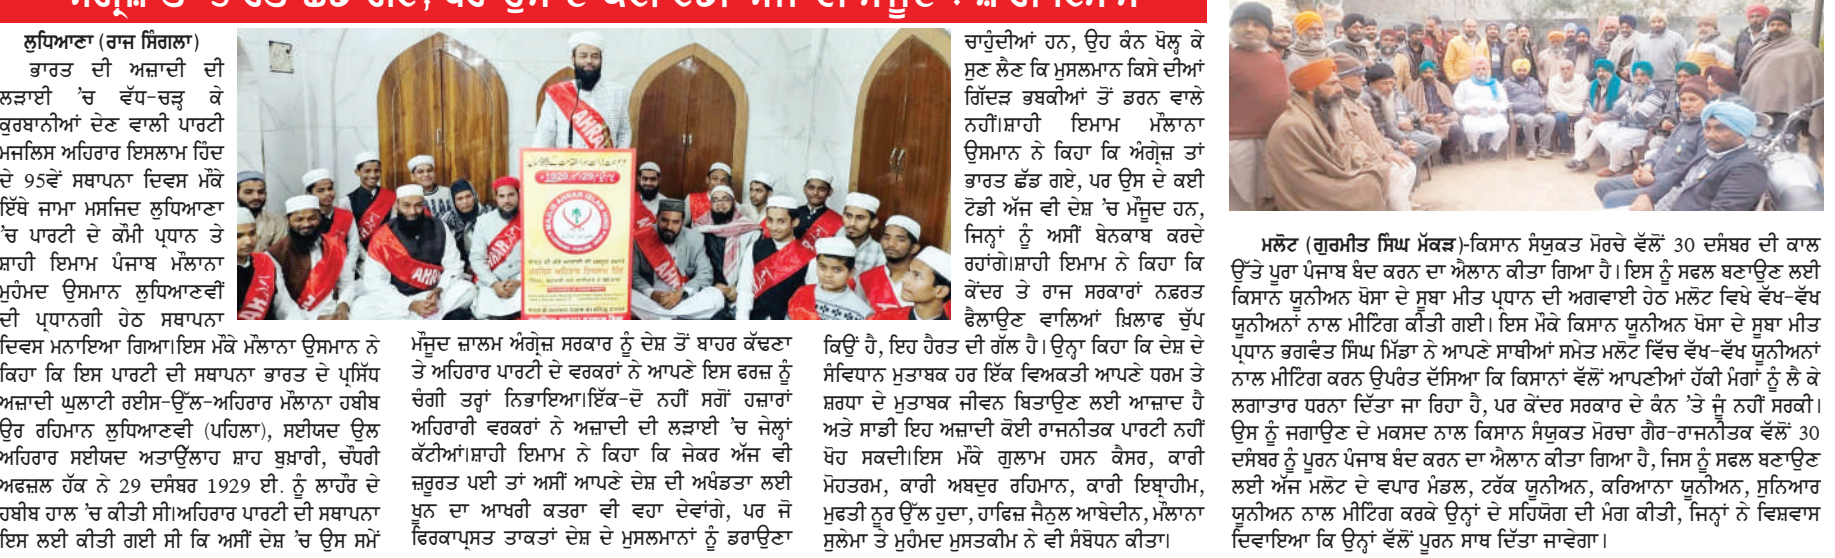 ਲੁਧਿਆਣਾ (ਰਾਜ ਸਿੰਗਲਾ)
ਭਾਰਤ ਦੀ ਅਜ਼ਾਦੀ ਦੀ
ਲੜਾਈ 'ਚ ਵੱਧ-ਚੜ੍ਹ ਕੇ
ਕੁਰਬਾਨੀਆਂ ਦੇਣ ਵਾਲੀ ਪਾਰਟੀ
ਮਜਲਿਸ ਅਹਿਰਾਰ ਇਸਲਾਮ ਹਿੰਦ
ਦੇ 95ਵੇਂ ਸਥਾਪਨਾ ਦਿਵਸ ਮੌਕੇ
ਇੱਥੇ ਜਾਮਾ ਮਸਜਿਦ ਲੁਧਿਆਣਾ
'ਚ ਪਾਰਟੀ ਦੇ ਕੌਮੀ ਪ੍ਰਧਾਨ ਤੇ
ਸ਼ਾਹੀ ਇਮਾਮ ਪੰਜਾਬ ਮੌਲਾਨਾ
ਮੁਹੰਮਦ ਉਸਮਾਨ ਲੁਧਿਆਣਵੀਂ
ਦੀ ਪ੍ਰਧਾਨਗੀ ਹੇਠ ਸਥਾਪਨਾ
ਦਿਵਸ ਮਨਾਇਆ ਗਿਆ।ਇਸ ਮੌਕੇ ਮੌਲਾਨਾ ਉਸਮਾਨ ਨੇ
ਕਿਹਾ ਕਿ ਇਸ ਪਾਰਟੀ ਦੀ ਸਥਾਪਨਾ ਭਾਰਤ ਦੇ ਪ੍ਰਸਿੱਧ
ਅਜ਼ਾਦੀ ਘੁਲਾਟੀ ਰਈਸ-ਉੱਲ-ਅਹਿਰਾਰ ਮੌਲਾਨਾ ਹਬੀਬ
ਉਰ ਰਹਿਮਾਨ ਲੁਧਿਆਣਵੀ (ਪਹਿਲਾ), ਸਈਯਦ ਉਲ
ਅਹਿਰਾਰ ਸਈਯਦ ਅਤਾਉੱਲਾਹ ਸ਼ਾਹ ਬੁਖ਼ਾਰੀ, ਚੌਧਰੀ
ਅਫਜ਼ਲ ਹੱਕ ਨੇ 29 ਦਸੰਬਰ 1929 ਈ. ਨੂੰ ਲਾਹੌਰ ਦੇ
ਹਬੀਬ ਹਾਲ 'ਚ ਕੀਤੀ ਸੀ।ਅਹਿਰਾਰ ਪਾਰਟੀ ਦੀ ਸਥਾਪਨਾ
ਇਸ ਲਈ ਕੀਤੀ ਗਈ ਸੀ ਕਿ ਅਸੀਂ ਦੇਸ਼ 'ਚ ਉਸ ਸਮੇਂ
1929
MAJLIS AHRAR ISLAM HIND
AHRAR
ਮੌਜੂਦ ਜ਼ਾਲਮ ਅੰਗ੍ਰੇਜ਼ ਸਰਕਾਰ ਨੂੰ ਦੇਸ਼ ਤੋਂ ਬਾਹਰ ਕੱਢਣਾ
ਤੇ ਅਹਿਰਾਰ ਪਾਰਟੀ ਦੇ ਵਰਕਰਾਂ ਨੇ ਆਪਣੇ ਇਸ ਫਰਜ਼ ਨੂੰ
ਚੰਗੀ ਤਰ੍ਹਾਂ ਨਿਭਾਇਆ।ਇੱਕ-ਦੋ ਨਹੀਂ ਸਗੋਂ ਹਜ਼ਾਰਾਂ
ਅਹਿਰਾਰੀ ਵਰਕਰਾਂ ਨੇ ਅਜ਼ਾਦੀ ਦੀ ਲੜਾਈ 'ਚ ਜੇਲ੍ਹਾਂ
ਕੱਟੀਆਂ।ਸ਼ਾਹੀ ਇਮਾਮ ਨੇ ਕਿਹਾ ਕਿ ਜੇਕਰ ਅੱਜ ਵੀ
ਜ਼ਰੂਰਤ ਪਈ ਤਾਂ ਅਸੀਂ ਆਪਣੇ ਦੇਸ਼ ਦੀ ਅਖੰਡਤਾ ਲਈ
ਖੂਨ ਦਾ ਆਖਰੀ ਕਤਰਾ ਵੀ ਵਹਾ ਦੇਵਾਂਗੇ, ਪਰ ਜੋ
ਫਿਰਕਾਪ੍ਰਸਤ ਤਾਕਤਾਂ ਦੇਸ਼ ਦੇ ਮੁਸਲਮਾਨਾਂ ਨੂੰ ਡਰਾਉਣਾ
ਚਾਹੁੰਦੀਆਂ ਹਨ, ਉਹ ਕੰਨ ਖੋਲ੍ਹ ਕੇ
ਸੁਣ ਲੈਣ ਕਿ ਮੁਸਲਮਾਨ ਕਿਸੇ ਦੀਆਂ
ਗਿੱਦੜ ਭਬਕੀਆਂ ਤੋਂ ਡਰਨ ਵਾਲੇ
ਨਹੀਂ।ਸ਼ਾਹੀ ਇਮਾਮ ਮੌਲਾਨਾ
ਉਸਮਾਨ ਨੇ ਕਿਹਾ ਕਿ ਅੰਗ੍ਰੇਜ਼ ਤਾਂ
ਭਾਰਤ ਛੱਡ ਗਏ, ਪਰ ਉਸ ਦੇ ਕਈ
ਟੋਡੀ ਅੱਜ ਵੀ ਦੇਸ਼ 'ਚ ਮੌਜੂਦ ਹਨ,
ਜਿਨ੍ਹਾਂ ਨੂੰ ਅਸੀਂ ਬੇਨਕਾਬ ਕਰਦੇ
ਰਹਾਂਗੇ।ਸ਼ਾਹੀ ਇਮਾਮ ਨੇ ਕਿਹਾ ਕਿ
ਕੇਂਦਰ ਤੇ ਰਾਜ ਸਰਕਾਰਾਂ ਨਫ਼ਰਤ
ਫੈਲਾਉਣ ਵਾਲਿਆਂ ਖ਼ਿਲਾਫ ਚੁੱਪ
ਕਿਉਂ ਹੈ, ਇਹ ਹੈਰਤ ਦੀ ਗੱਲ ਹੈ। ਉਨ੍ਹਾ ਕਿਹਾ ਕਿ ਦੇਸ਼ ਦੇ
ਸੰਵਿਧਾਨ ਮੁਤਾਬਕ ਹਰ ਇੱਕ ਵਿਅਕਤੀ ਆਪਣੇ ਧਰਮ ਤੇ
ਸ਼ਰਧਾ ਦੇ ਮੁਤਾਬਕ ਜੀਵਨ ਬਿਤਾਉਣ ਲਈ ਆਜ਼ਾਦ ਹੈ
ਅਤੇ ਸਾਡੀ ਇਹ ਅਜ਼ਾਦੀ ਕੋਈ ਰਾਜਨੀਤਕ ਪਾਰਟੀ ਨਹੀਂ
ਖੋਹ ਸਕਦੀ।ਇਸ ਮੌਕੇ ਗੁਲਾਮ ਹਸਨ ਕੈਸਰ, ਕਾਰੀ
ਮੋਹਤਰਮ, ਕਾਰੀ ਅਬਦੁਰ ਰਹਿਮਾਨ, ਕਾਰੀ ਇਬ੍ਰਾਹੀਮ,
ਮੁਫਤੀ ਨੂਰ ਉੱਲ ਹੁਦਾ, ਹਾਫਿਜ਼ ਜੈਨੁਲ ਆਬੇਦੀਨ, ਮੌਲਾਨਾ
ਸੁਲੇਮਾ ਤੇ ਮੁਹੰਮਦ ਮੁਸਤਕੀਮ ਨੇ ਵੀ ਸੰਬੋਧਨ ਕੀਤਾ।
ਮਲੋਟ (ਗੁਰਮੀਤ ਸਿੰਘ ਮੱਕੜ)-ਕਿਸਾਨ ਸੰਯੁਕਤ ਮੋਰਚੇ ਵੱਲੋਂ 30 ਦਸੰਬਰ ਦੀ ਕਾਲ
ਉੱਤੇ ਪੂਰਾ ਪੰਜਾਬ ਬੰਦ ਕਰਨ ਦਾ ਐਲਾਨ ਕੀਤਾ ਗਿਆ ਹੈ। ਇਸ ਨੂੰ ਸਫਲ ਬਣਾਉਣ ਲਈ
ਕਿਸਾਨ ਯੂਨੀਅਨ ਖੋਸਾ ਦੇ ਸੂਬਾ ਮੀਤ ਪ੍ਰਧਾਨ ਦੀ ਅਗਵਾਈ ਹੇਠ ਮਲੋਟ ਵਿਖੇ ਵੱਖ-ਵੱਖ
ਯੂਨੀਅਨਾਂ ਨਾਲ ਮੀਟਿੰਗ ਕੀਤੀ ਗਈ। ਇਸ ਮੌਕੇ ਕਿਸਾਨ ਯੂਨੀਅਨ ਖੋਸਾ ਦੇ ਸੂਬਾ ਮੀਤ
ਪ੍ਰਧਾਨ ਭਗਵੰਤ ਸਿੰਘ ਮਿੱਡਾ ਨੇ ਆਪਣੇ ਸਾਥੀਆਂ ਸਮੇਤ ਮਲੋਟ ਵਿੱਚ ਵੱਖ-ਵੱਖ ਯੂਨੀਅਨਾਂ
ਨਾਲ ਮੀਟਿੰਗ ਕਰਨ ਉਪਰੰਤ ਦੱਸਿਆ ਕਿ ਕਿਸਾਨਾਂ ਵੱਲੋਂ ਆਪਣੀਆਂ ਹੱਕੀ ਮੰਗਾਂ ਨੂੰ ਲੈ ਕੇ
ਲਗਾਤਾਰ ਧਰਨਾ ਦਿੱਤਾ ਜਾ ਰਿਹਾ ਹੈ, ਪਰ ਕੇਂਦਰ ਸਰਕਾਰ ਦੇ ਕੰਨ 'ਤੇ ਜੂੰ ਨਹੀਂ ਸਰਕੀ।
ਉਸ ਨੂੰ ਜਗਾਉਣ ਦੇ ਮਕਸਦ ਨਾਲ ਕਿਸਾਨ ਸੰਯੁਕਤ ਮੋਰਚਾ ਗੈਰ-ਰਾਜਨੀਤਕ ਵੱਲੋਂ 30
ਦਸੰਬਰ ਨੂੰ ਪੂਰਨ ਪੰਜਾਬ ਬੰਦ ਕਰਨ ਦਾ ਐਲਾਨ ਕੀਤਾ ਗਿਆ ਹੈ, ਜਿਸ ਨੂੰ ਸਫਲ ਬਣਾਉਣ
ਲਈ ਅੱਜ ਮਲੋਟ ਦੇ ਵਪਾਰ ਮੰਡਲ, ਟਰੱਕ ਯੂਨੀਅਨ, ਕਰਿਆਨਾ ਯੂਨੀਅਨ, ਸੁਨਿਆਰ
ਯੂਨੀਅਨ ਨਾਲ ਮੀਟਿੰਗ ਕਰਕੇ ਉਨ੍ਹਾਂ ਦੇ ਸਹਿਯੋਗ ਦੀ ਮੰਗ ਕੀਤੀ, ਜਿਨ੍ਹਾਂ ਨੇ ਵਿਸ਼ਵਾਸ
ਦਿਵਾਇਆ ਕਿ ਉਨ੍ਹਾਂ ਵੱਲੋਂ ਪੂਰਨ ਸਾਥ ਦਿੱਤਾ ਜਾਵੇਗਾ।